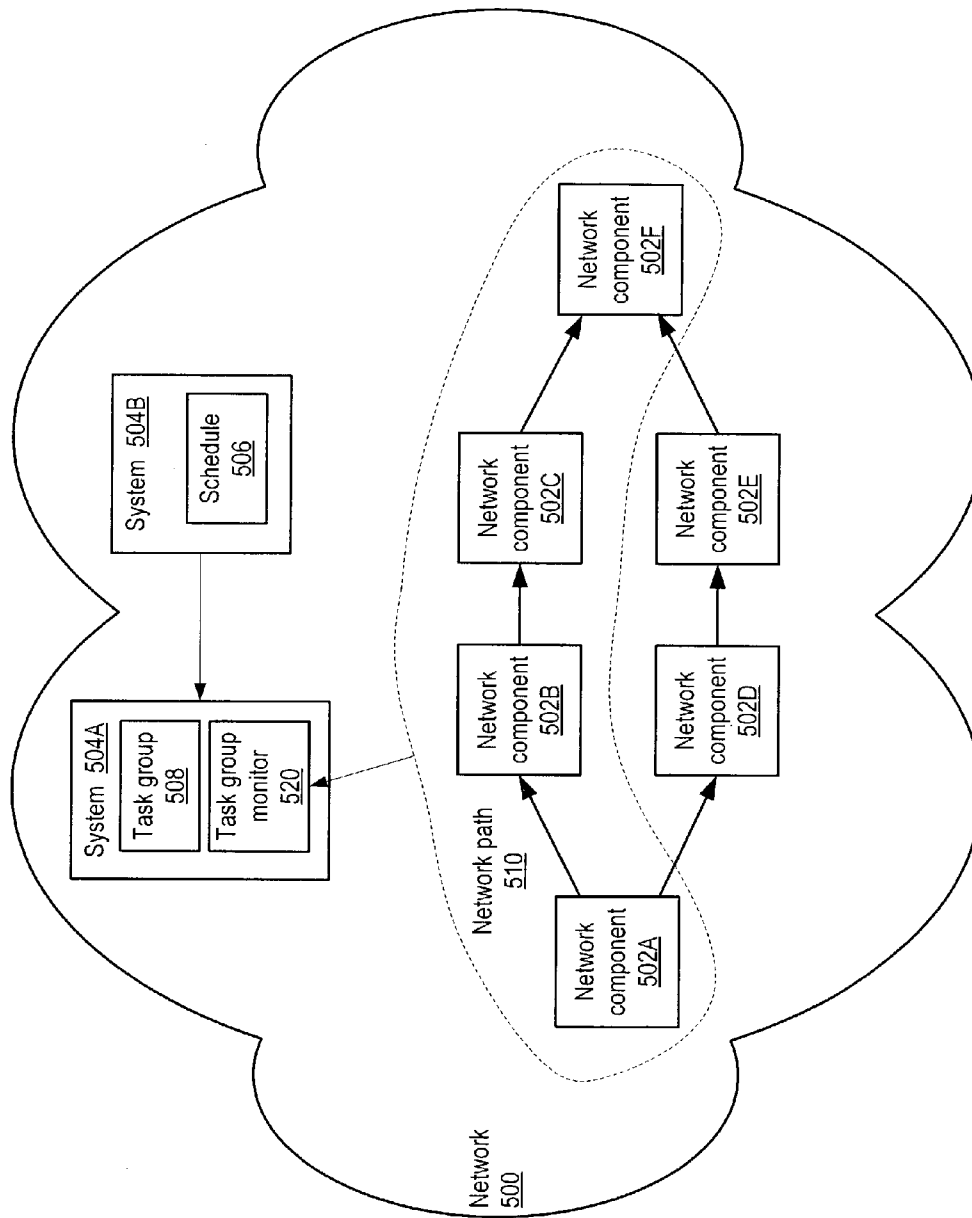 System 504A
Task group
508
Task group
monitor
520
System 504B
Schedule
506
Network path
510
Network
component
502B
Network
component
502C
Network
component
502A
Network
component
502F
Network
component
502D
Network
component
502E
Network
500